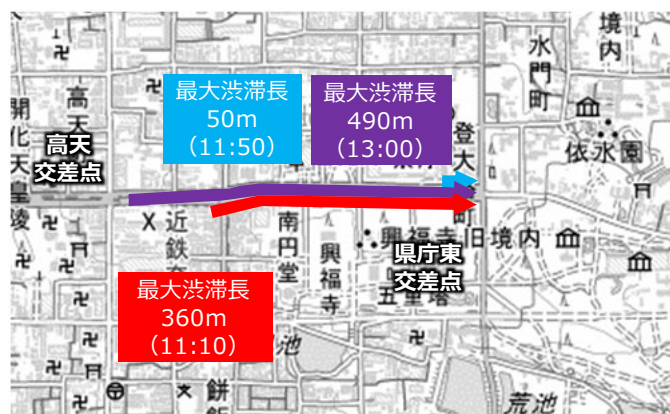 境内
水門町
最大渋滞長
50m
（11:50）
最大渋滞長
490m
（13:00）
高天
開化天皇陵
高天
交差点
登大
町
依水園
近鉄奈
南円堂
興福寺
興福寺旧境内
県庁東
交差点
五重塔
最大渋滞長
360m
（11:10）
池
餅飯
荒池